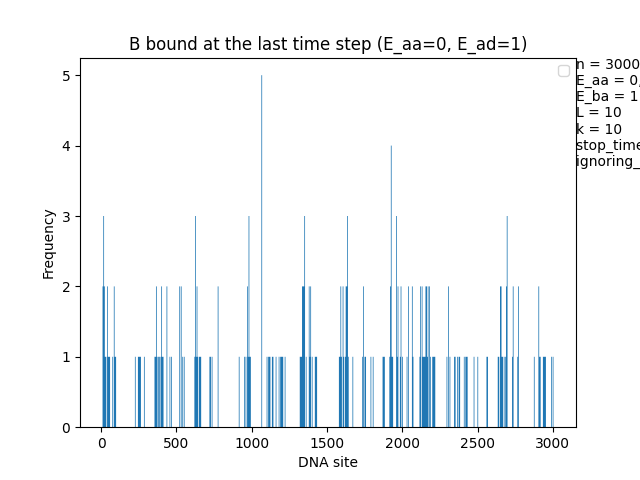 B bound at the last time step (E_aa=0, E_ad=1)
n = 3000
E_aa = 0,
E_ba = 1
L = 10
k = 10
stop_time
ignoring_
5
4
3
2
1
0
Frequency
0 500 1000 1500 2000 2500 3000
DNA site